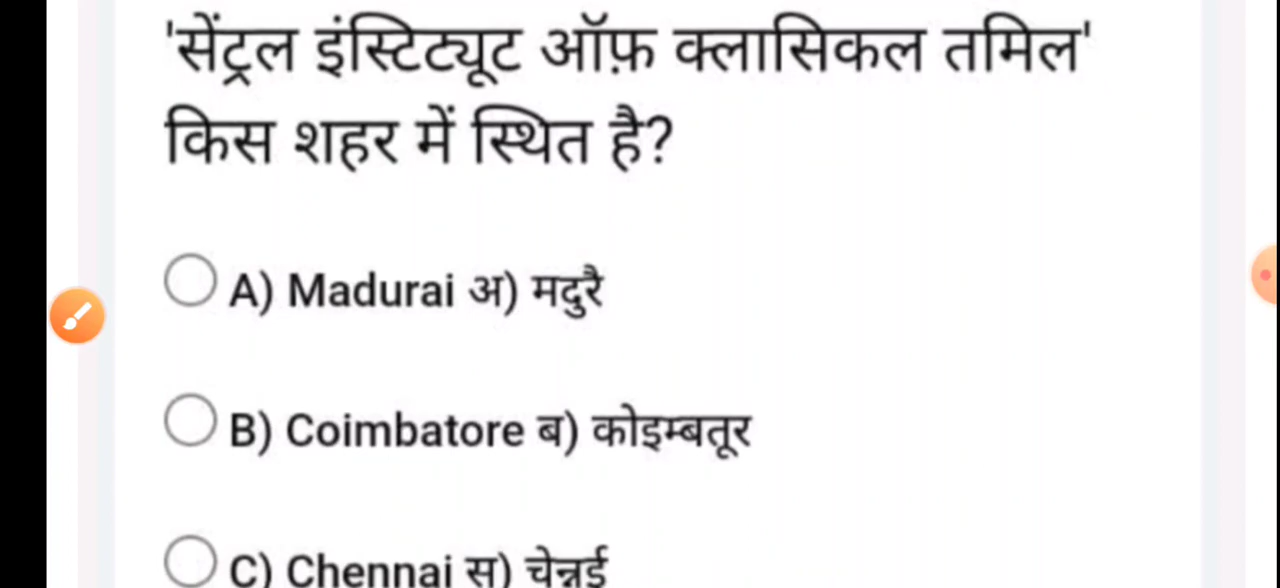 'सेंट्रल इंस्टिट्यूट ऑफ़ क्लासिकल तमिल'
किस शहर में स्थित है?
A) Madurai अ) मदुरै
B) Coimbatore ब) कोइम्बतूर
C) Chennai स) चेन्नई